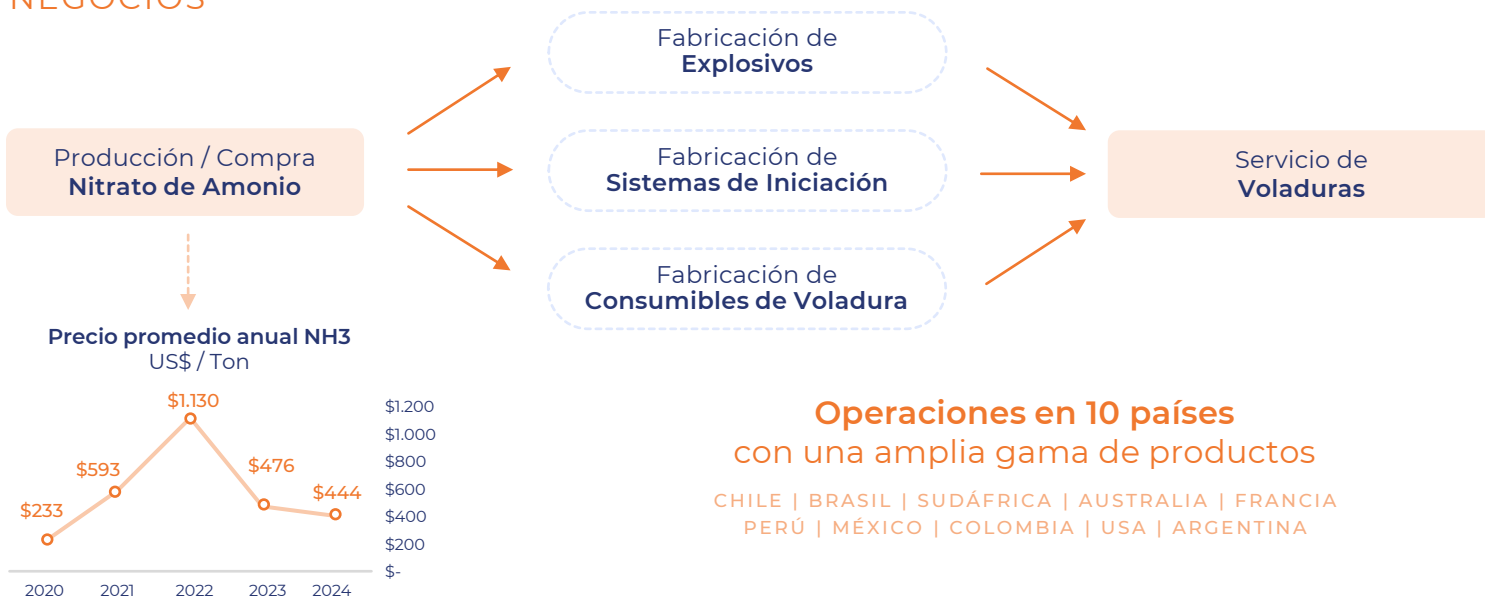 NEGOCIOS
Fabricación de
Explosivos
Producción / Compra
Nitrato de Amonio
Fabricación de
Sistemas de Iniciación
Servicio de
Voladuras
Fabricación de
Consumibles de Voladura
Precio promedio anual NH3
US$ / Ton
$233
$593
$1.130
$476
$444
$1.200
$1.000
$800
$600
$400
$200
$-
2020 2021 2022 2023 2024
Operaciones en 10 países
con una amplia gama de productos
CHILE | BRASIL | SUDÁFRICA | AUSTRALIA | FRANCIA
PERÚ | MÉXICO | COLOMBIA | USA | ARGENTINA